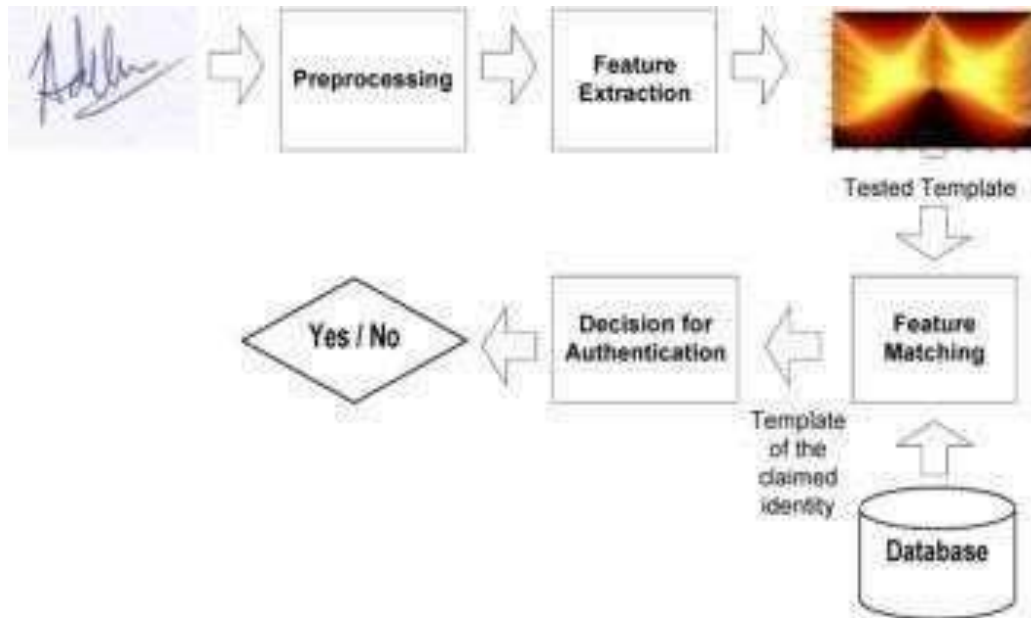 Preprocessing
Feature
Extraction
Tested Template
Yes / No
Decision for
Authentication
Feature
Matching
Template
of the
claimed
identity
Database